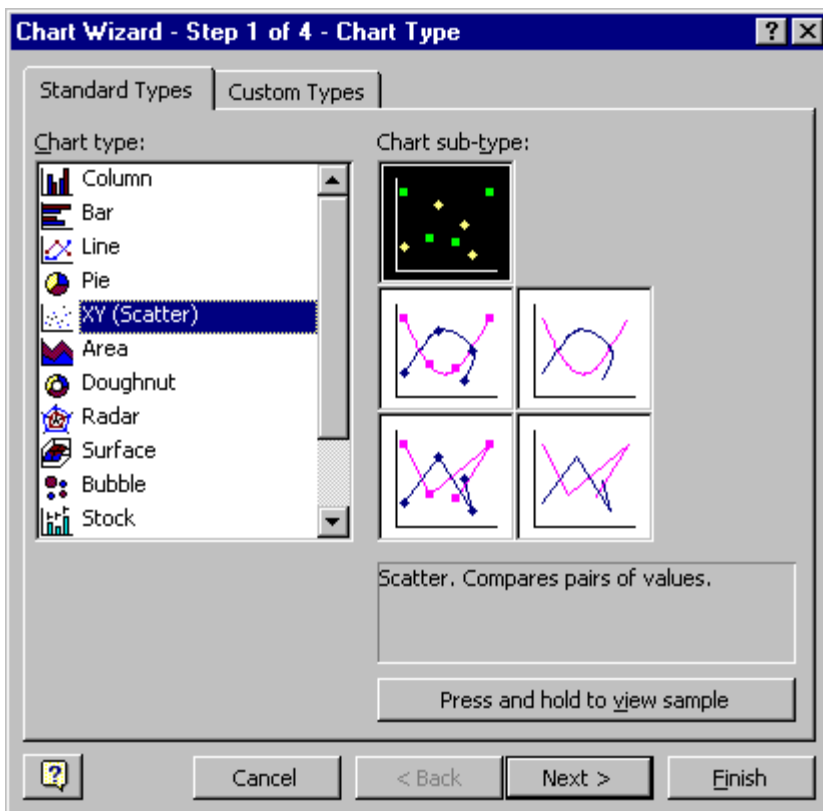 Chart Wizard - Step 1 of 4 - Chart Type
Standard Types
Custom Types
Chart type:
Column
Bar
Line
Pie
XY (Scatter)
Area
Doughnut
Radar
Surface
Bubble
Stock
Chart sub-type:
Scatter. Compares pairs of values.
Press and hold to view sample
Cancel
< Back
Next >
Finish